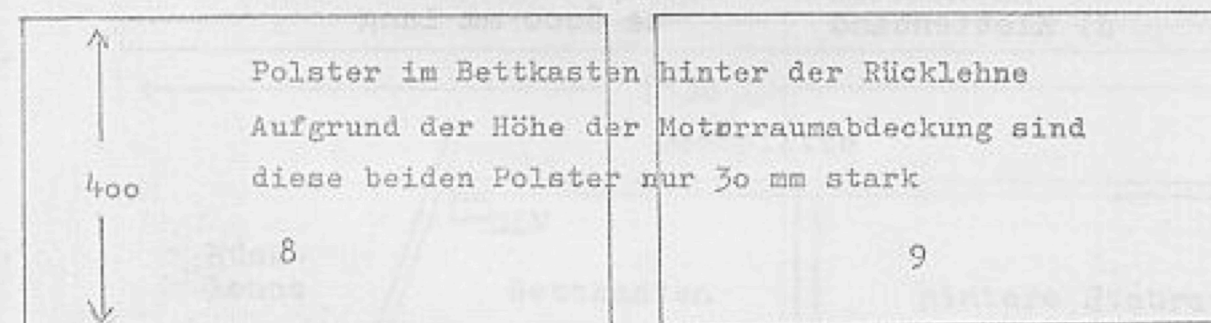 Polster im Bettkasten hinter der Rücklehne
Aufgrund der Höhe der Motorraumabdeckung sind
400
diese beiden Polster nur 3o mm stark
8
9